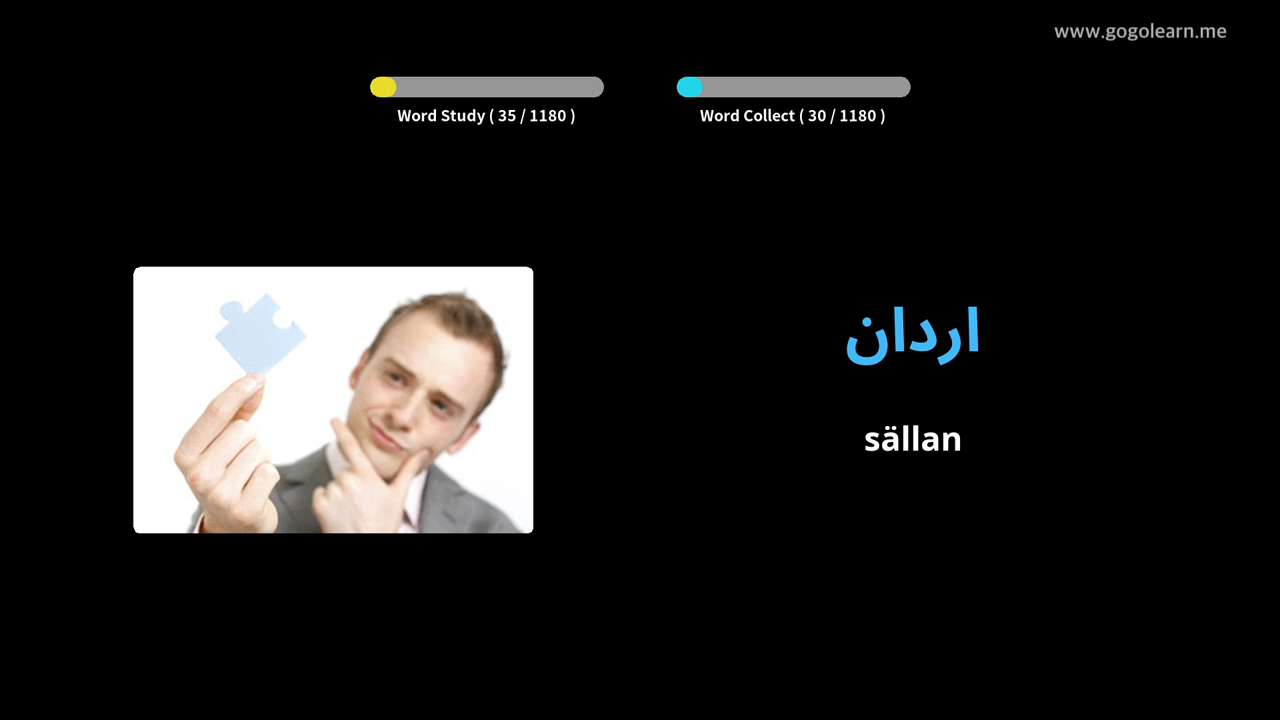 www.gogolearn.me
Word Study ( 35 / 1180 )
Word Collect ( 30 / 1180 )
اردان
sällan